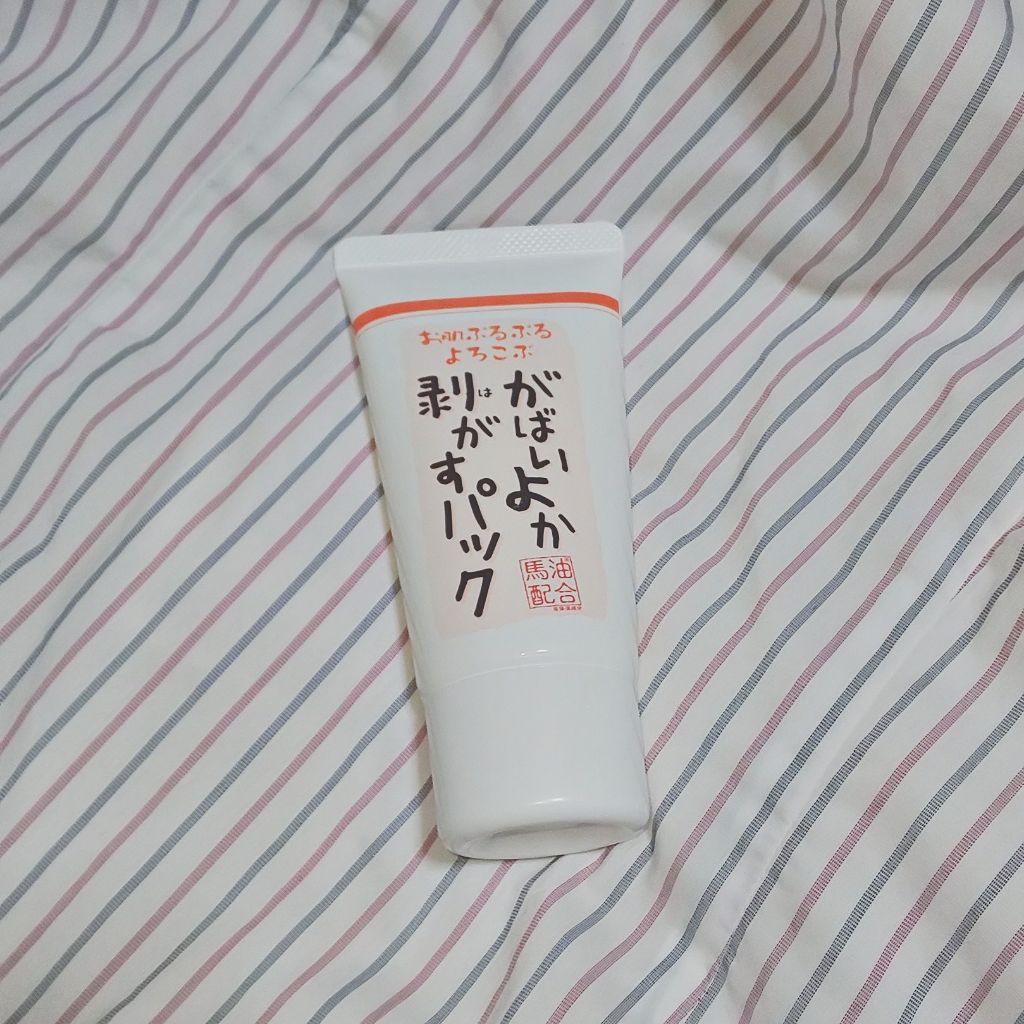 お肌ぷるぷる
よろこぶ
がばいよか
剥がすパック
は
馬油
配合